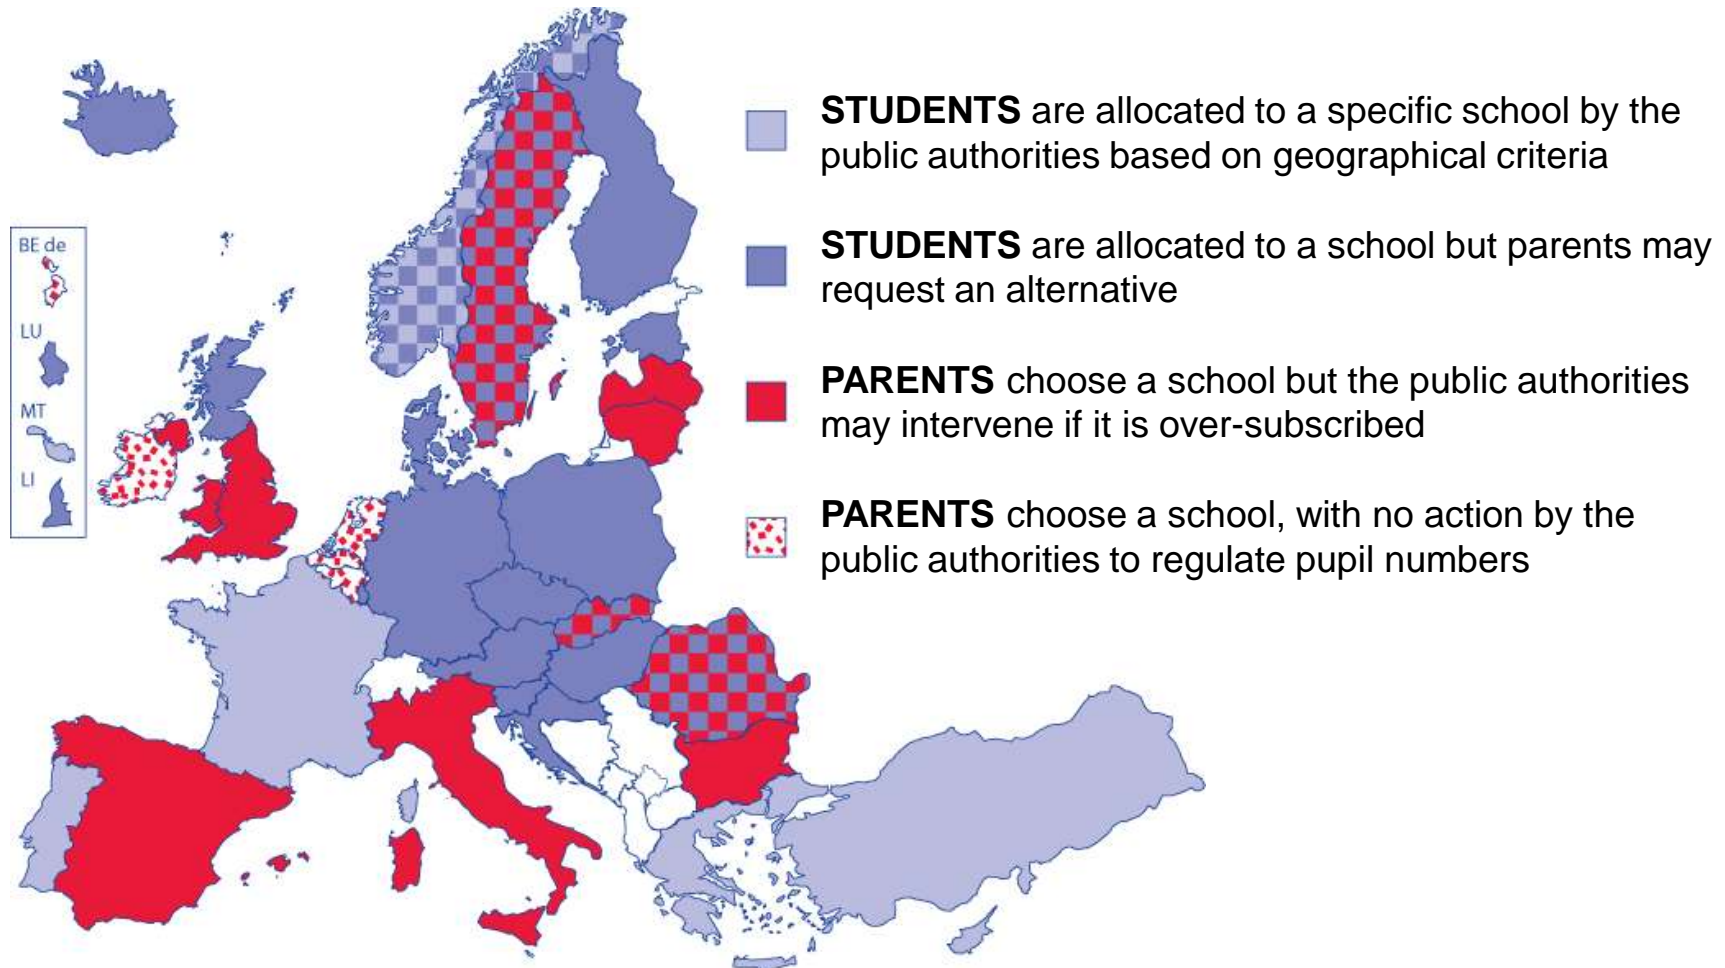 STUDENTS are allocated to a specific school by the
public authorities based on geographical criteria
STUDENTS are allocated to a school but parents may
request an alternative
PARENTS choose a school but the public authorities
may intervene if it is over-subscribed
PARENTS choose a school, with no action by the
public authorities to regulate pupil numbers
BE de
LU
MT
LI